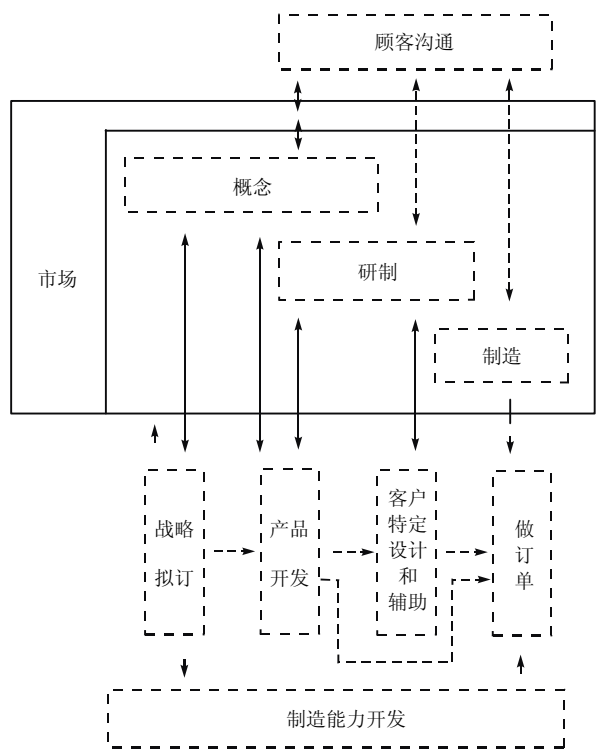 顾客沟通
概念
研制
市场
制造
战略
拟订
产品
开发
客户
特定
设计
和
辅助
做
订
单
制造能力开发